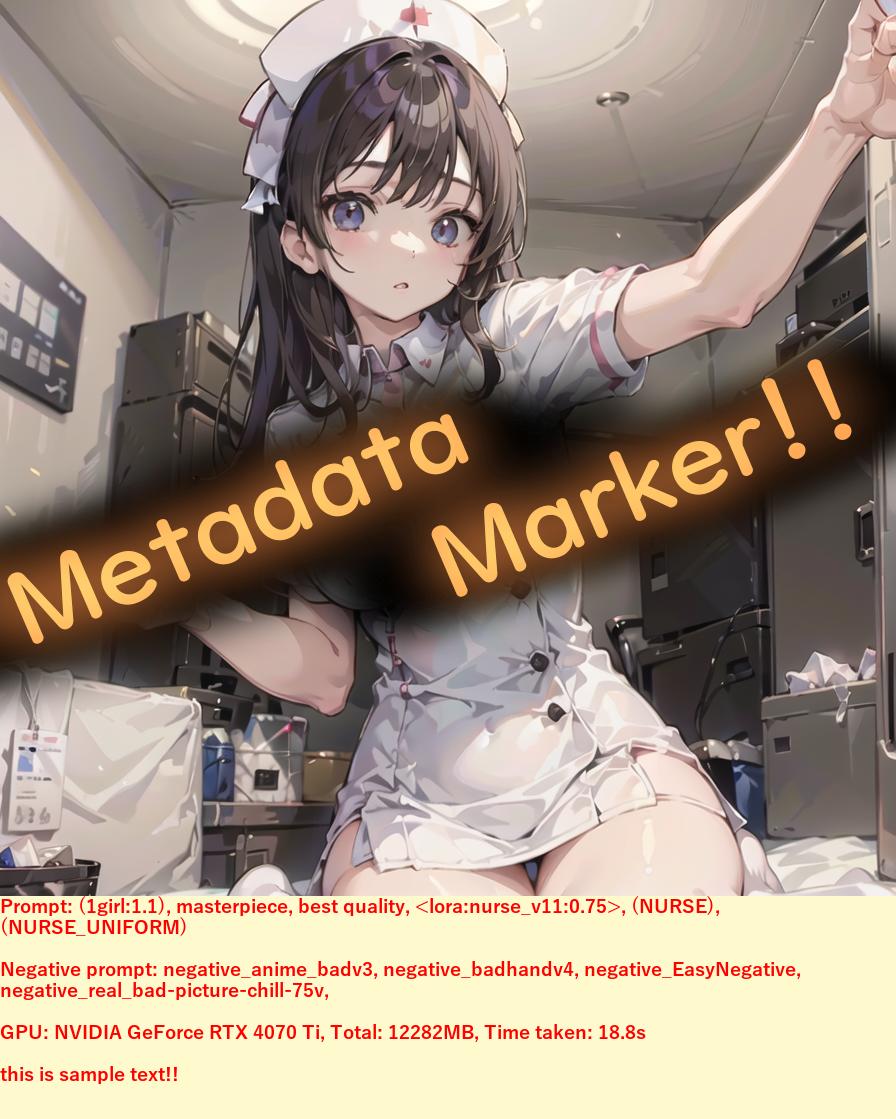 Metadata
Marker!!
Prompt: (1girl:1.1), masterpiece, best quality, <lora:nurse_v11:0.75>, (NURSE),
(NURSE_UNIFORM)
Negative prompt: negative_anime_badv3, negative_badhandv4, negative_EasyNegative,
negative_real_bad-picture-chill-75v,
GPU: NVIDIA GeForce RTX 4070 Ti, Total: 12282MB, Time taken: 18.8s
this is sample text!!